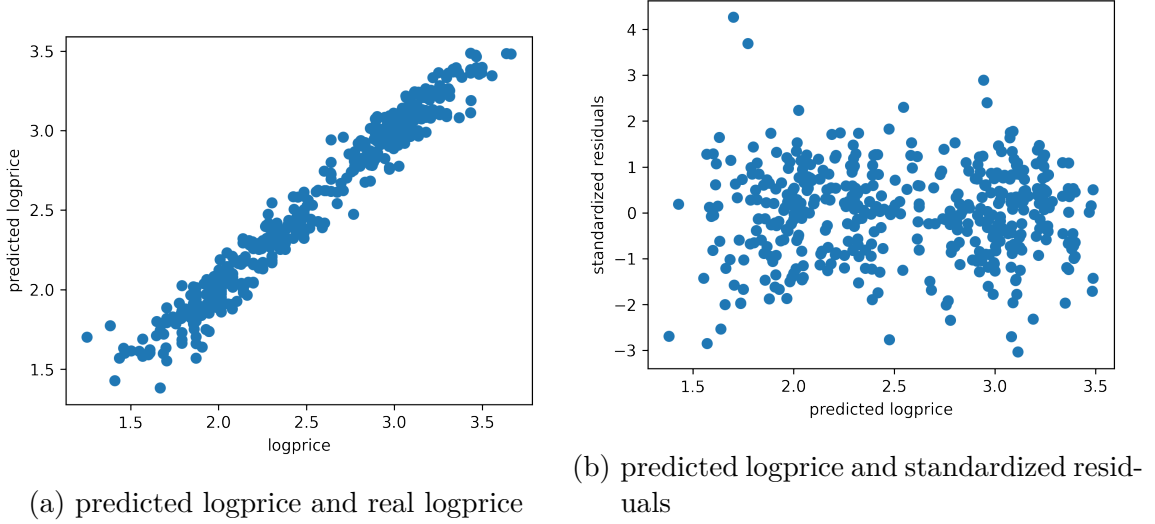 3.5
3.0
2.5
2.0
1.5
predicted logprice
1.5 2.0 2.5 3.0 3.5
logprice
(a) predicted logprice and real logprice
4
3
2
1
0
−1
−2
−3
standardized residuals
1.5 2.0 2.5 3.0 3.5
predicted logprice
(b) predicted logprice and standardized resid-
uals